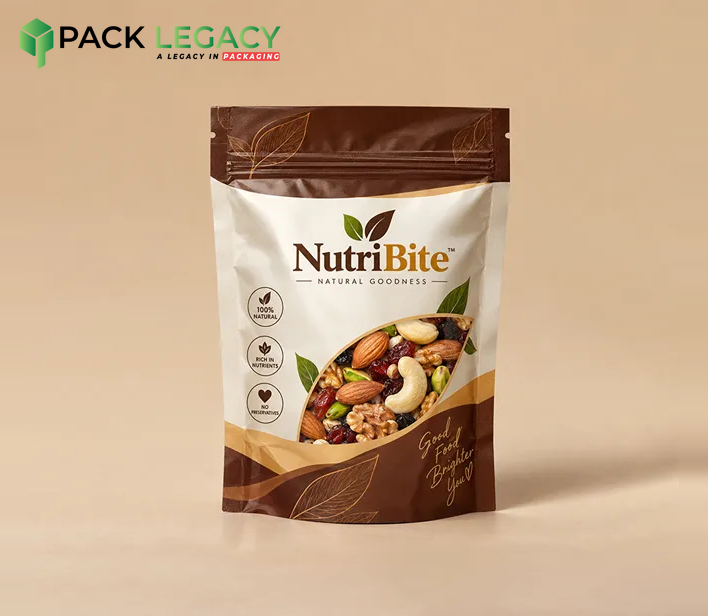 PACK LEGACY
A LEGACY IN PACKAGING
NutriBite™
NATURAL GOODNESS
100%
NATURAL
RICH IN
NUTRIENTS
NO
PRESERVATIVES
Good
Food
Brighter
You